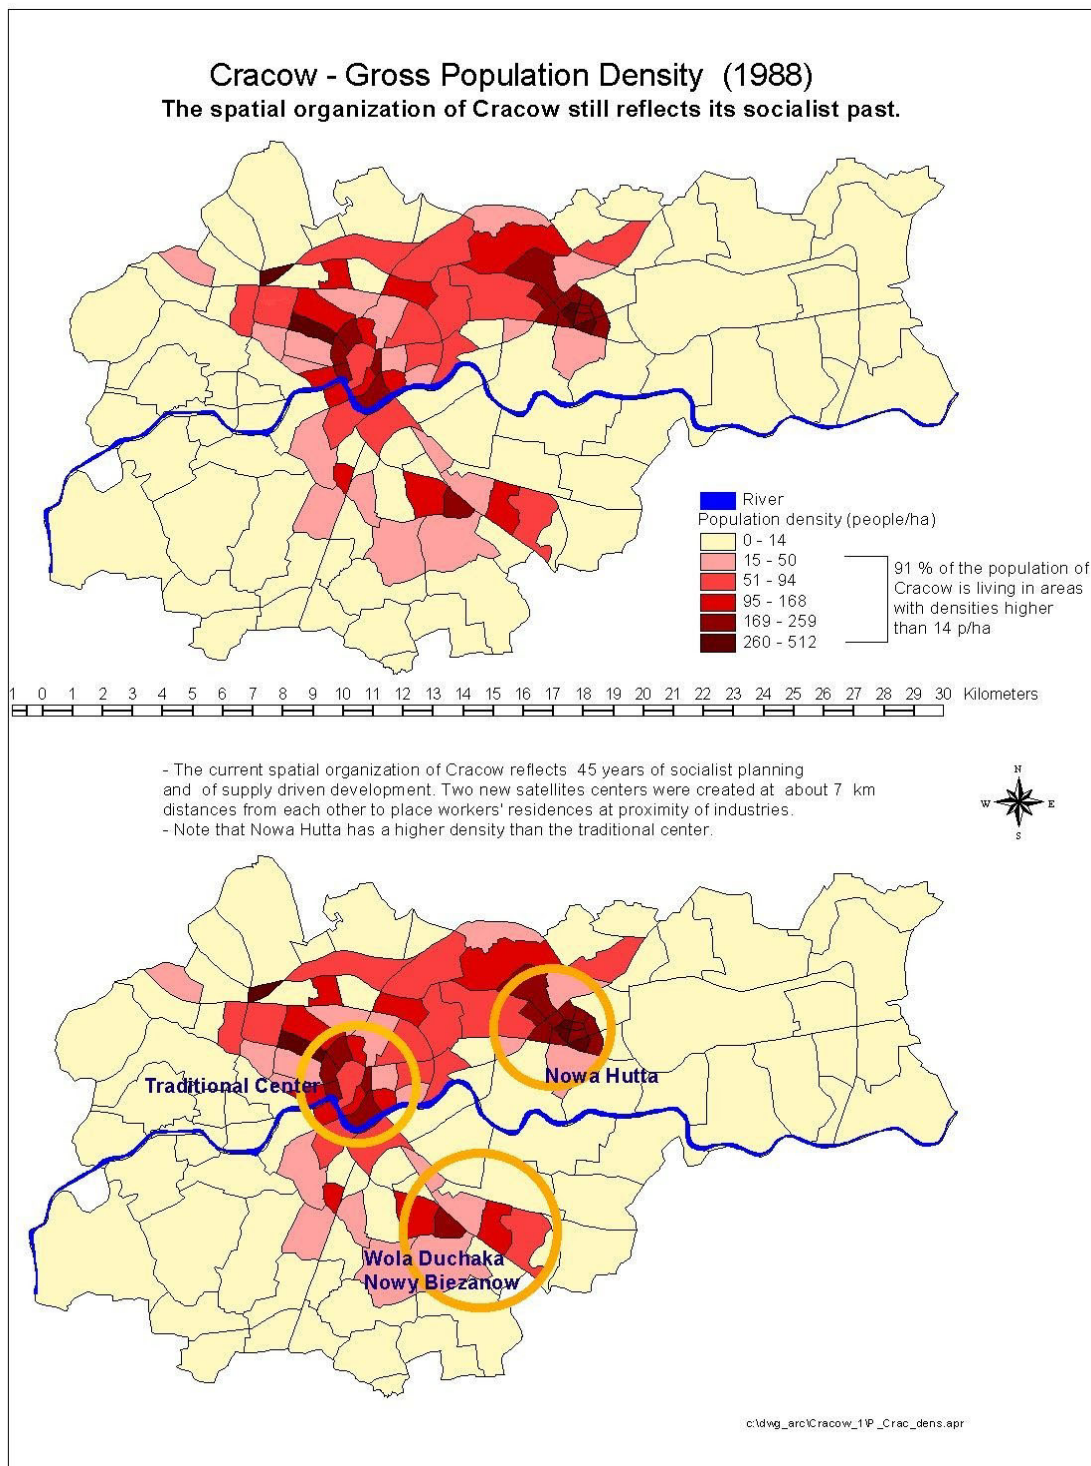 Cracow - Gross Population Density (1988)
The spatial organization of Cracow still reflects its socialist past.
River
Population density (people/ha)
0 - 14
15 - 50
51 - 94
95 - 168
169 - 259
260 - 512
91 % of the population of
Cracow is living in areas
with densities higher
than 14 p/ha
1 0 1 2 3 4 5 6 7 8 9 10 11 12 13 14 15 16 17 18 19 20 21 22 23 24 25 26 27 28 29 30 Kilometers
- The current spatial organization of Cracow reflects 45 years of socialist planning
and of supply driven development. Two new satellites centers were created at about 7 km
distances from each other to place workers' residences at proximity of industries.
- Note that Nowa Hutta has a higher density than the traditional center.
N
W E
S
Nowa Hutta
Traditional Center
Wola Duchaka
Nowy Biezanow
c:\dwg_arc\Cracow_1\P_Crac_dens.apr